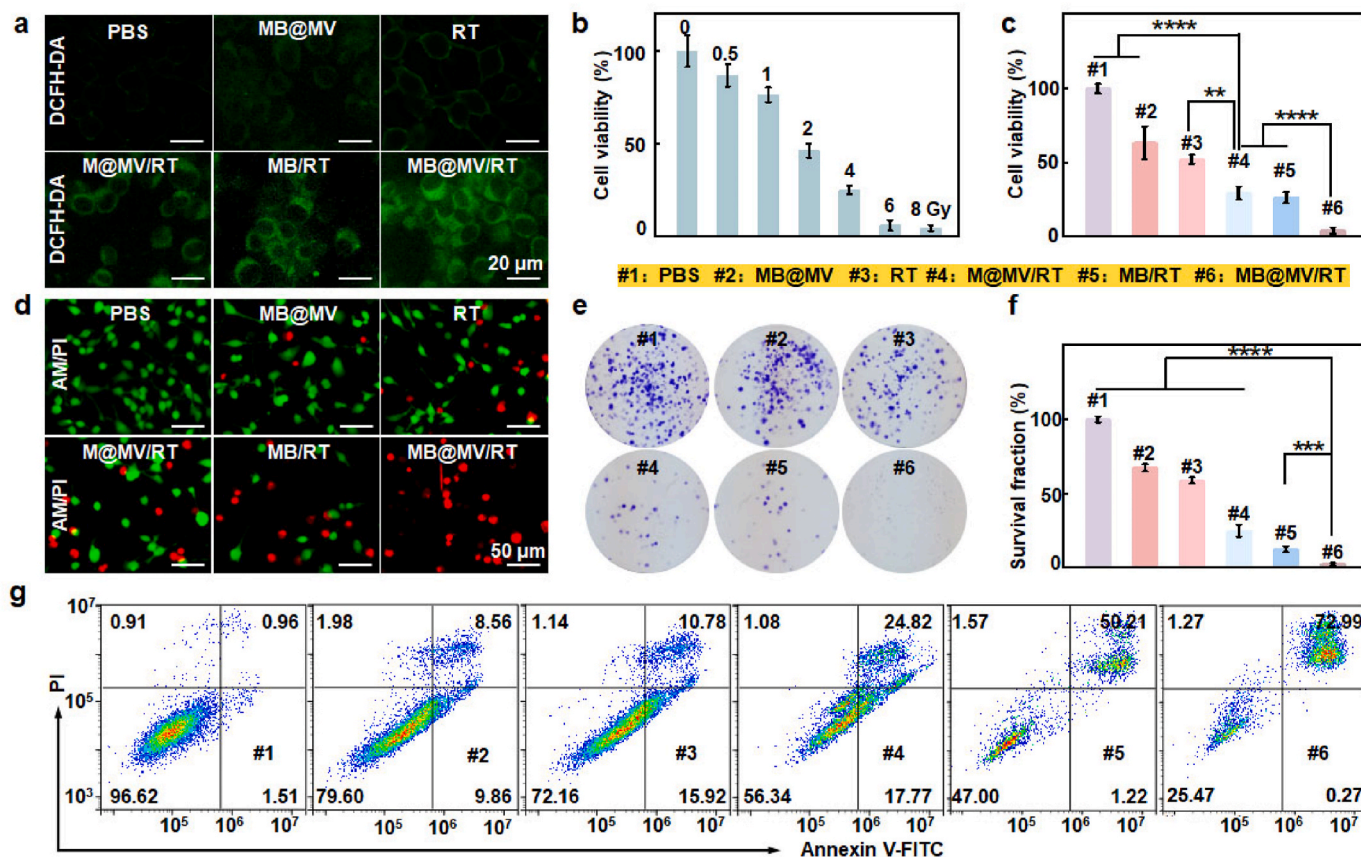 a
PBS MB@MV RT
DCFH-DA
M@MV/RT MB/RT MB@MV/RT
DCFH-DA
20 μm
b
Cell viability (%)
100
50
0
0 0.5 1 2 4 6 8 Gy
c
Cell viability (%)
100
50
0
**** ** ****
#1 #2 #3 #4 #5 #6
#1: PBS #2: MB@MV #3: RT #4: M@MV/RT #5: MB/RT #6: MB@MV/RT
d
PBS MB@MV RT
AM/PI
M@MV/RT MB/RT MB@MV/RT
AM/PI
50 μm
e
#1 #2 #3
#4 #5 #6
f
Survival fraction (%)
100
50
0
**** ***
#1 #2 #3 #4 #5 #6
g
PI
10⁷
10⁵
10³
0.91 0.96
96.62 1.51
#1
10⁵ 10⁶ 10⁷
1.98 8.56
79.60 9.86
#2
10⁵ 10⁶ 10⁷
1.14 10.78
72.16 15.92
#3
10⁵ 10⁶ 10⁷
1.08 24.82
56.34 17.77
#4
10⁵ 10⁶ 10⁷
1.57 50.21
47.00 1.22
#5
10⁵ 10⁶ 10⁷
1.27 72.99
25.47 0.27
#6
10⁵ 10⁶ 10⁷
Annexin V-FITC